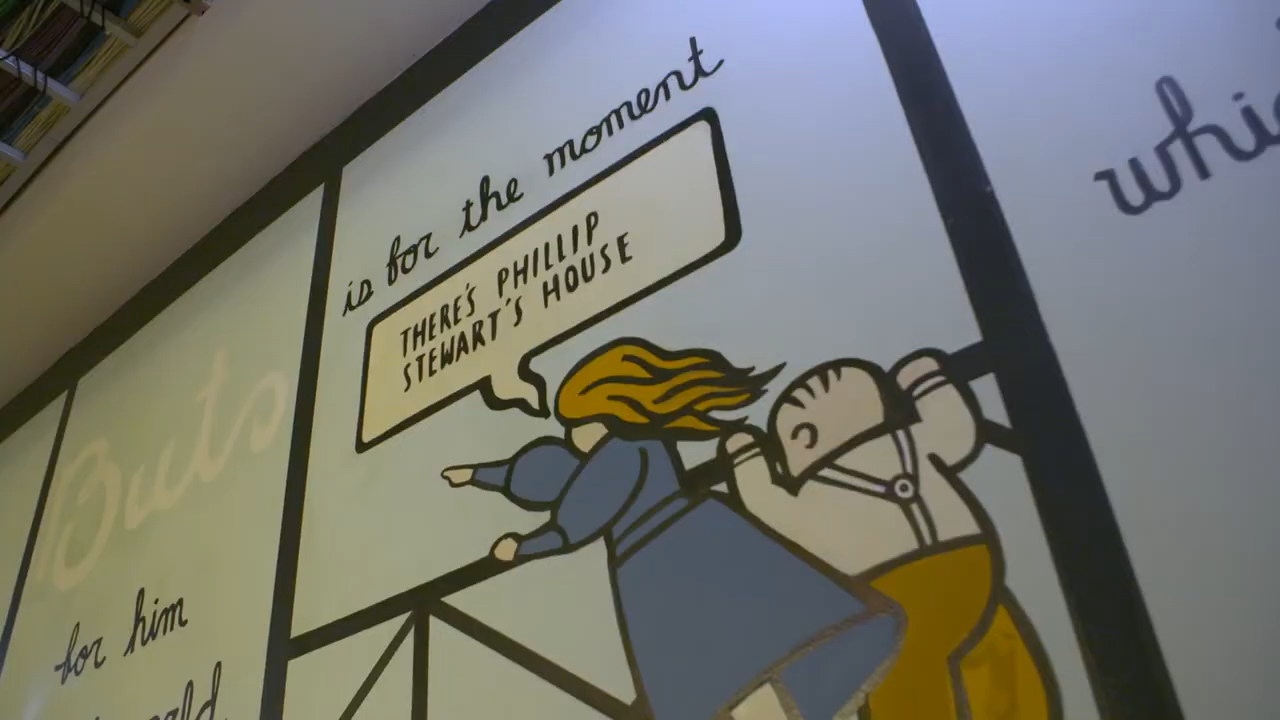 is for the moment
THERE'S PHILLIP
STEWART'S HOUSE
Buts
for him